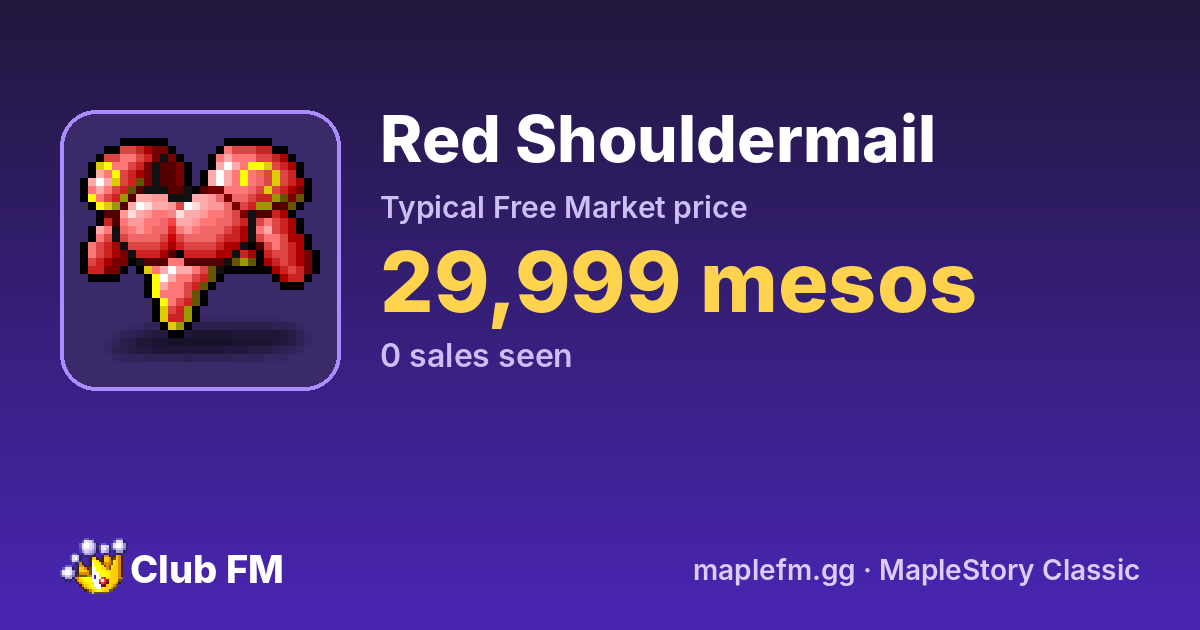 Red Shouldermail
Typical Free Market price
29,999 mesos
0 sales seen
Club FM
maplefm.gg · MapleStory Classic